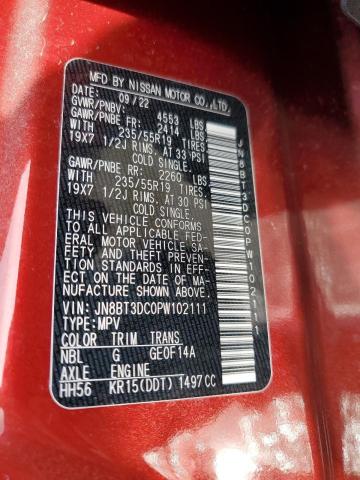 MFD BY NISSAN MOTOR CO.,LTD.
DATE: 09/22
GVWR/PNBV: 4553 LBS
GAWR/PNBE FR: 2414 LBS
WITH 235/55R19 TIRES
19X7 1/2J RIMS, AT 33 PSI
COLD SINGLE,
GAWR/PNBE RR: 2260 LBS
WITH 235/55R19 TIRES
19X7 1/2J RIMS, AT 30 PSI
COLD SINGLE,
THIS VEHICLE CONFORMS
TO ALL APPLICABLE FED-
ERAL MOTOR VEHICLE SA-
FETY AND THEFT PREVEN-
TION STANDARDS IN EFFECT
ON THE DATE OF MA-
NUFACTURE SHOWN ABOVE.
VIN: JN8BT3DC0PW102111
TYPE: MPV
COLOR TRIM TRANS
NBL G GE0F14A
AXLE ENGINE
HH56 KR15(DDT) 1497CC
JN8BT3DC0PW102111